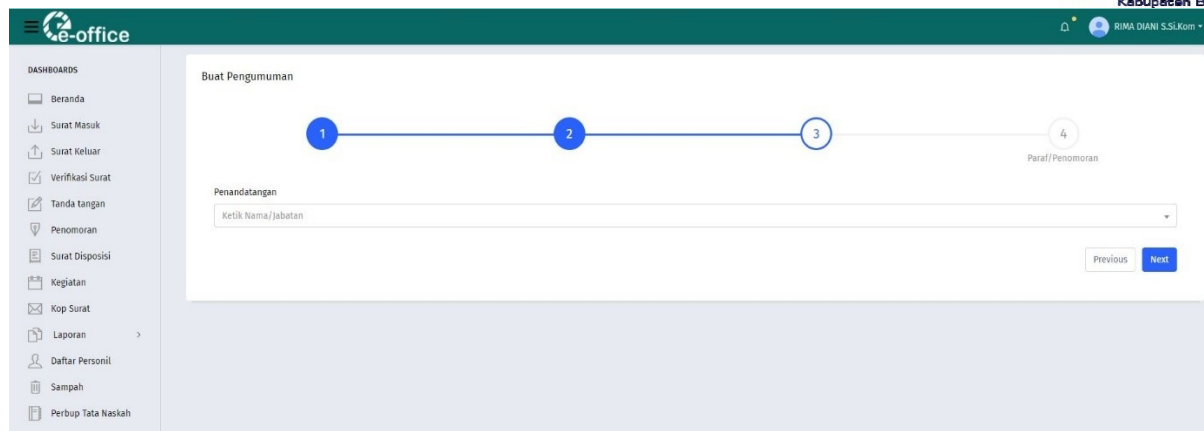 Kabupaten B
e-office
RIMA DIANI S.Si.Kom
DASHBOARDS
Beranda
Surat Masuk
Surat Keluar
Verifikasi Surat
Tanda tangan
Penomoran
Surat Disposisi
Kegiatan
Kop Surat
Laporan >
Daftar Personil
Sampah
Perbup Tata Naskah
Buat Pengumuman
1 2 3 4
Paraf/Penomoran
Penandatangan
Ketik Nama/Jabatan
Previous Next